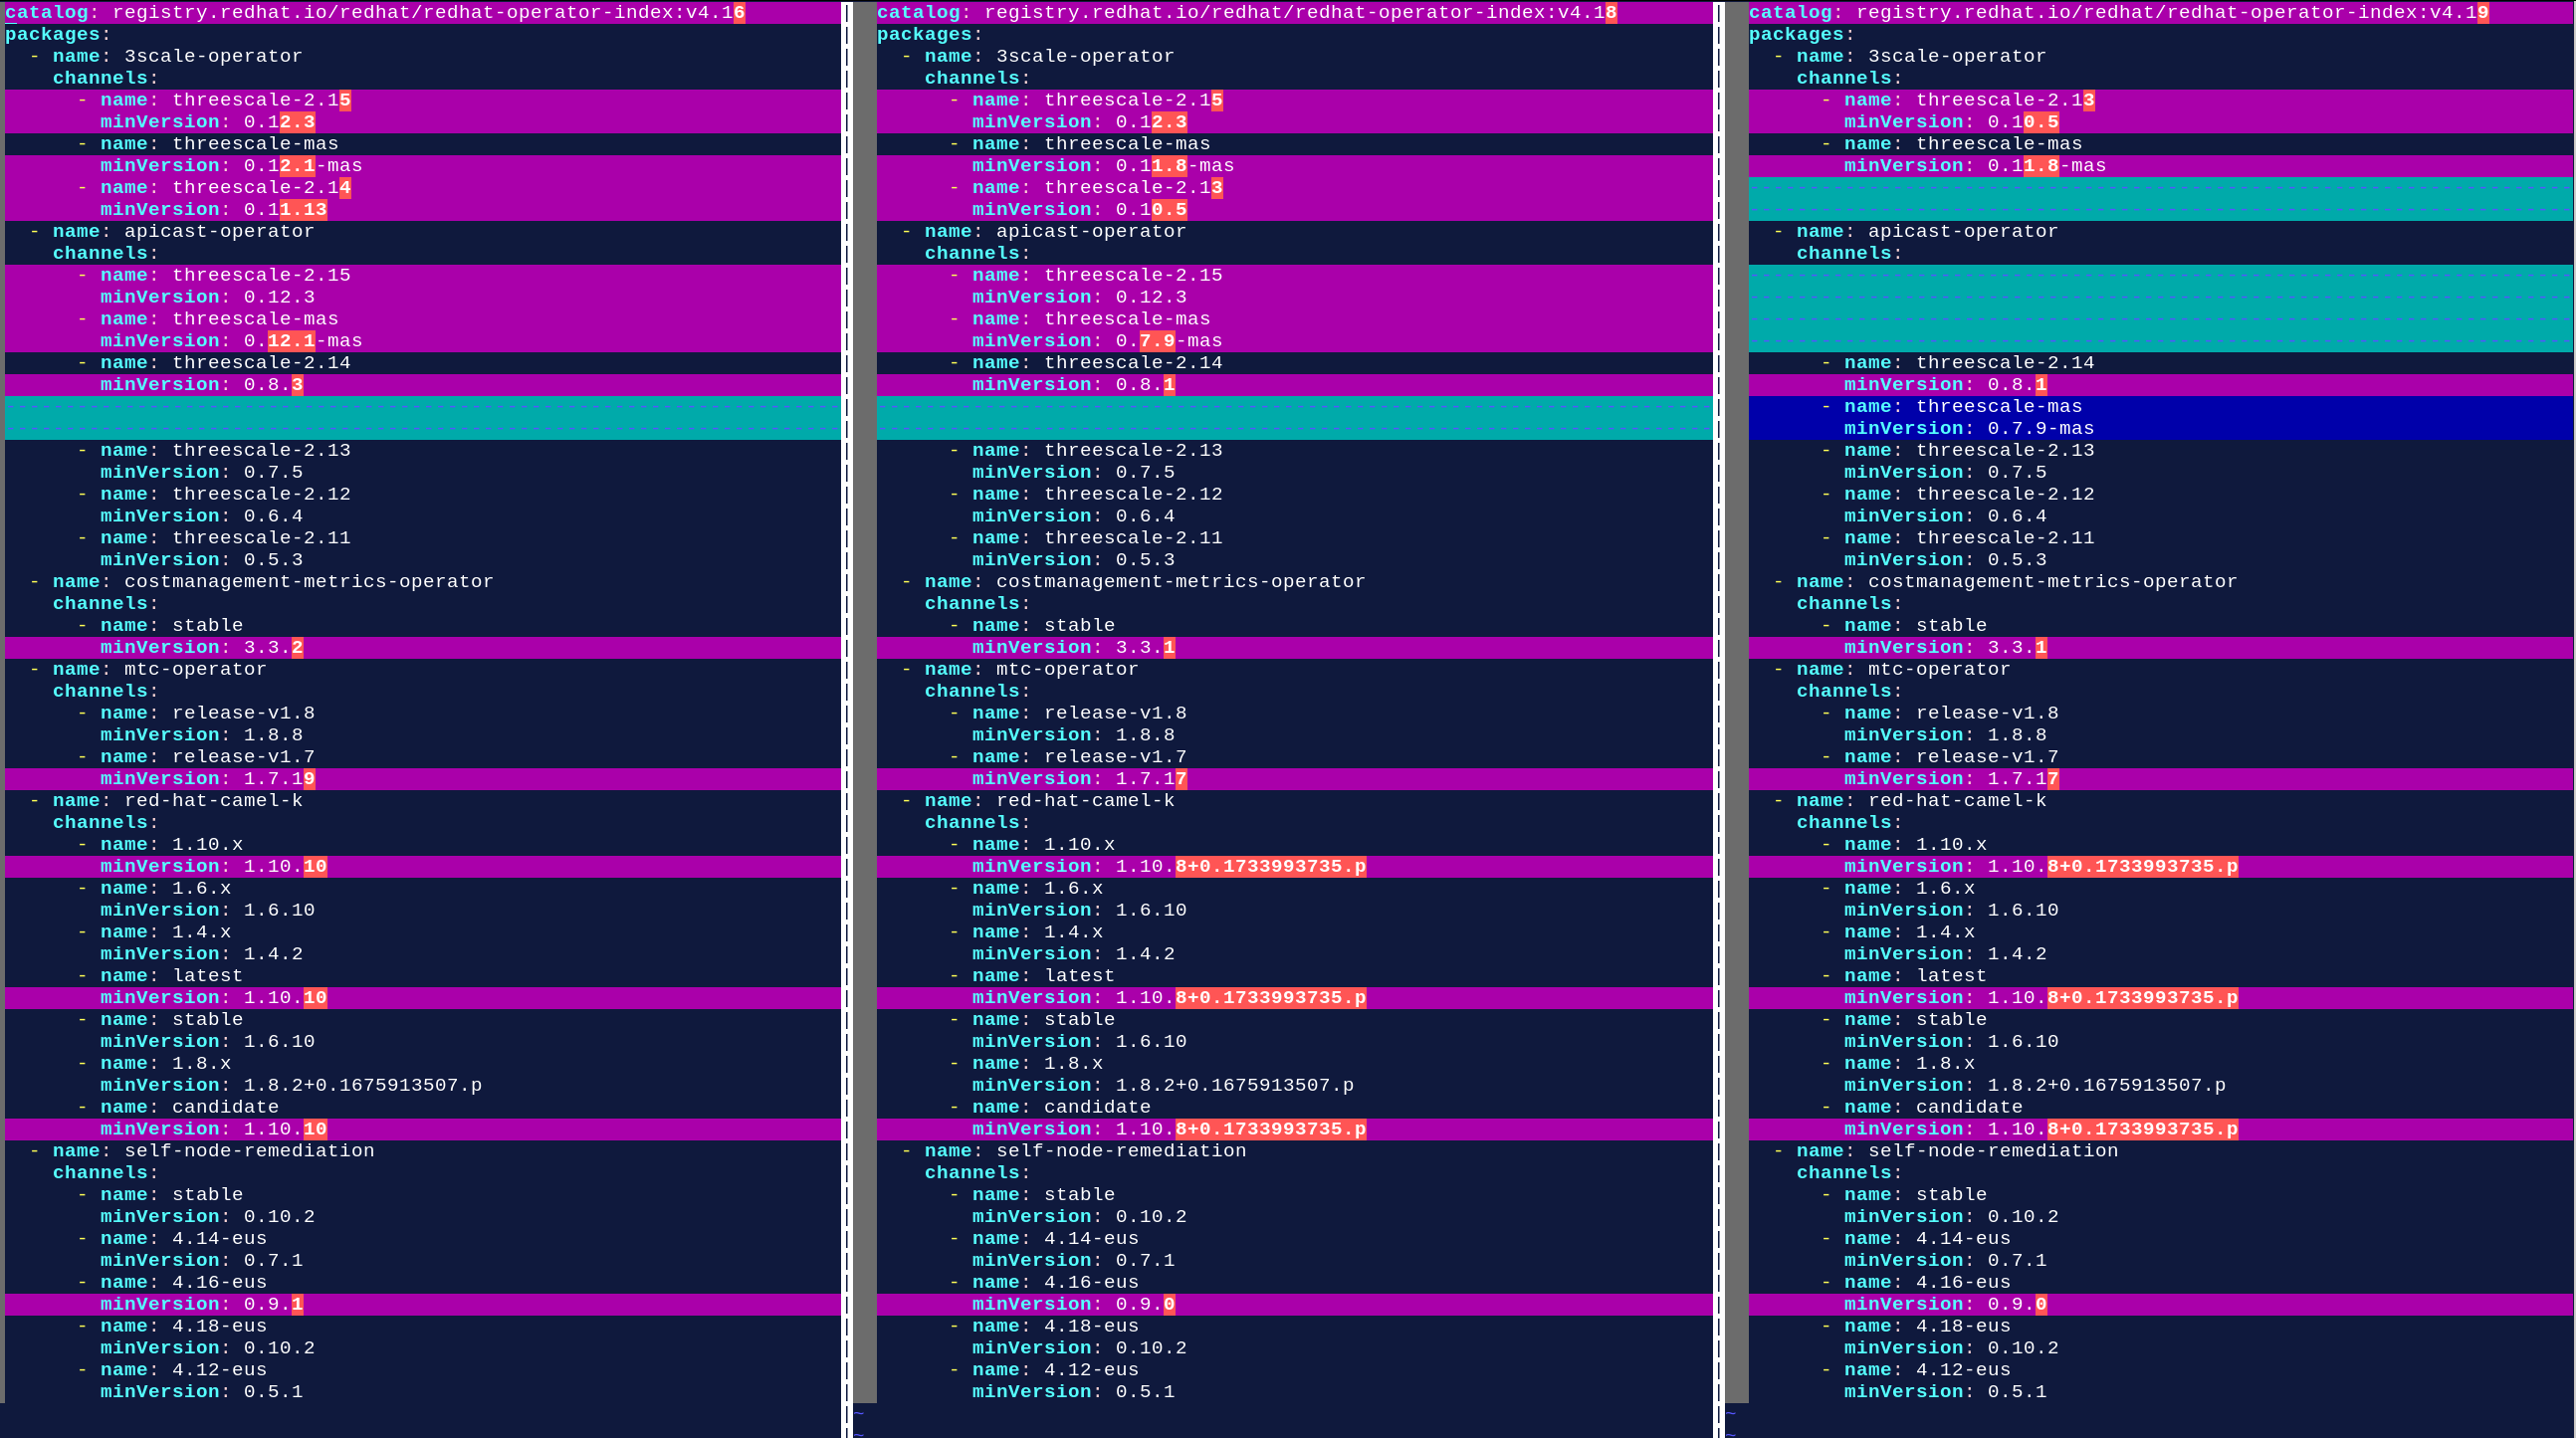 catalog: registry.redhat.io/redhat/redhat-operator-index:v4.16
packages:
  - name: 3scale-operator
    channels:
      - name: threescale-2.15
        minVersion: 0.12.3
      - name: threescale-mas
        minVersion: 0.12.1-mas
      - name: threescale-2.14
        minVersion: 0.11.13
  - name: apicast-operator
    channels:
      - name: threescale-2.15
        minVersion: 0.12.3
      - name: threescale-mas
        minVersion: 0.12.1-mas
      - name: threescale-2.14
        minVersion: 0.8.3
      - name: threescale-2.13
        minVersion: 0.7.5
      - name: threescale-2.12
        minVersion: 0.6.4
      - name: threescale-2.11
        minVersion: 0.5.3
  - name: costmanagement-metrics-operator
    channels:
      - name: stable
        minVersion: 3.3.2
  - name: mtc-operator
    channels:
      - name: release-v1.8
        minVersion: 1.8.8
      - name: release-v1.7
        minVersion: 1.7.19
  - name: red-hat-camel-k
    channels:
      - name: 1.10.x
        minVersion: 1.10.10
      - name: 1.6.x
        minVersion: 1.6.10
      - name: 1.4.x
        minVersion: 1.4.2
      - name: latest
        minVersion: 1.10.10
      - name: stable
        minVersion: 1.6.10
      - name: 1.8.x
        minVersion: 1.8.2+0.1675913507.p
      - name: candidate
        minVersion: 1.10.10
  - name: self-node-remediation
    channels:
      - name: stable
        minVersion: 0.10.2
      - name: 4.14-eus
        minVersion: 0.7.1
      - name: 4.16-eus
        minVersion: 0.9.1
      - name: 4.18-eus
        minVersion: 0.10.2
      - name: 4.12-eus
        minVersion: 0.5.1
catalog: registry.redhat.io/redhat/redhat-operator-index:v4.18
packages:
  - name: 3scale-operator
    channels:
      - name: threescale-2.15
        minVersion: 0.12.3
      - name: threescale-mas
        minVersion: 0.11.8-mas
      - name: threescale-2.13
        minVersion: 0.10.5
  - name: apicast-operator
    channels:
      - name: threescale-2.15
        minVersion: 0.12.3
      - name: threescale-mas
        minVersion: 0.7.9-mas
      - name: threescale-2.14
        minVersion: 0.8.1
      - name: threescale-2.13
        minVersion: 0.7.5
      - name: threescale-2.12
        minVersion: 0.6.4
      - name: threescale-2.11
        minVersion: 0.5.3
  - name: costmanagement-metrics-operator
    channels:
      - name: stable
        minVersion: 3.3.1
  - name: mtc-operator
    channels:
      - name: release-v1.8
        minVersion: 1.8.8
      - name: release-v1.7
        minVersion: 1.7.17
  - name: red-hat-camel-k
    channels:
      - name: 1.10.x
        minVersion: 1.10.8+0.1733993735.p
      - name: 1.6.x
        minVersion: 1.6.10
      - name: 1.4.x
        minVersion: 1.4.2
      - name: latest
        minVersion: 1.10.8+0.1733993735.p
      - name: stable
        minVersion: 1.6.10
      - name: 1.8.x
        minVersion: 1.8.2+0.1675913507.p
      - name: candidate
        minVersion: 1.10.8+0.1733993735.p
  - name: self-node-remediation
    channels:
      - name: stable
        minVersion: 0.10.2
      - name: 4.14-eus
        minVersion: 0.7.1
      - name: 4.16-eus
        minVersion: 0.9.0
      - name: 4.18-eus
        minVersion: 0.10.2
      - name: 4.12-eus
        minVersion: 0.5.1
~
~
catalog: registry.redhat.io/redhat/redhat-operator-index:v4.19
packages:
  - name: 3scale-operator
    channels:
      - name: threescale-2.13
        minVersion: 0.10.5
      - name: threescale-mas
        minVersion: 0.11.8-mas
  - name: apicast-operator
    channels:
      - name: threescale-2.14
        minVersion: 0.8.1
      - name: threescale-mas
        minVersion: 0.7.9-mas
      - name: threescale-2.13
        minVersion: 0.7.5
      - name: threescale-2.12
        minVersion: 0.6.4
      - name: threescale-2.11
        minVersion: 0.5.3
  - name: costmanagement-metrics-operator
    channels:
      - name: stable
        minVersion: 3.3.1
  - name: mtc-operator
    channels:
      - name: release-v1.8
        minVersion: 1.8.8
      - name: release-v1.7
        minVersion: 1.7.17
  - name: red-hat-camel-k
    channels:
      - name: 1.10.x
        minVersion: 1.10.8+0.1733993735.p
      - name: 1.6.x
        minVersion: 1.6.10
      - name: 1.4.x
        minVersion: 1.4.2
      - name: latest
        minVersion: 1.10.8+0.1733993735.p
      - name: stable
        minVersion: 1.6.10
      - name: 1.8.x
        minVersion: 1.8.2+0.1675913507.p
      - name: candidate
        minVersion: 1.10.8+0.1733993735.p
  - name: self-node-remediation
    channels:
      - name: stable
        minVersion: 0.10.2
      - name: 4.14-eus
        minVersion: 0.7.1
      - name: 4.16-eus
        minVersion: 0.9.0
      - name: 4.18-eus
        minVersion: 0.10.2
      - name: 4.12-eus
        minVersion: 0.5.1
~
~